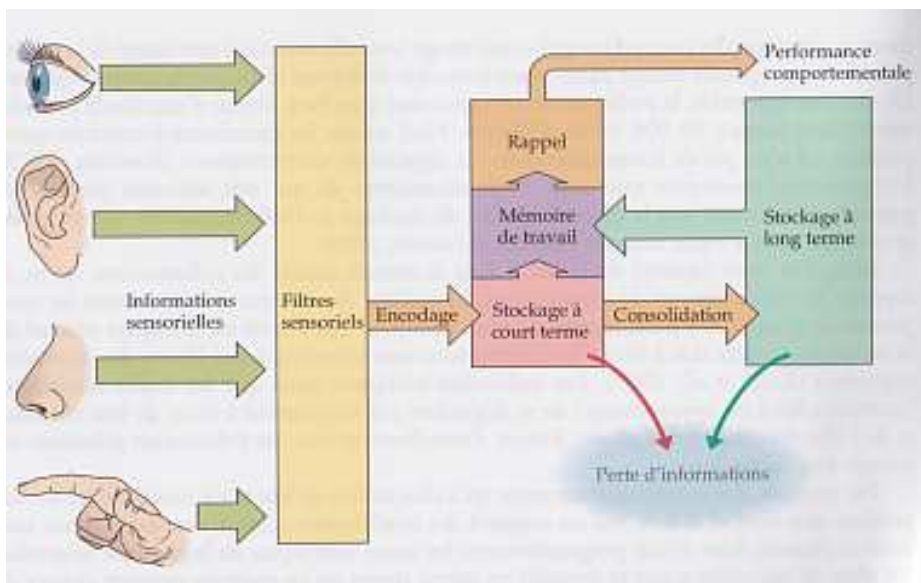 Performance
comportementale
Rappel
Mémoire
de travail
Stockage à
long terme
Informations
sensorielles
Filtres
sensoriels
Encodage
Stockage à
court terme
Consolidation
Perte d'informations